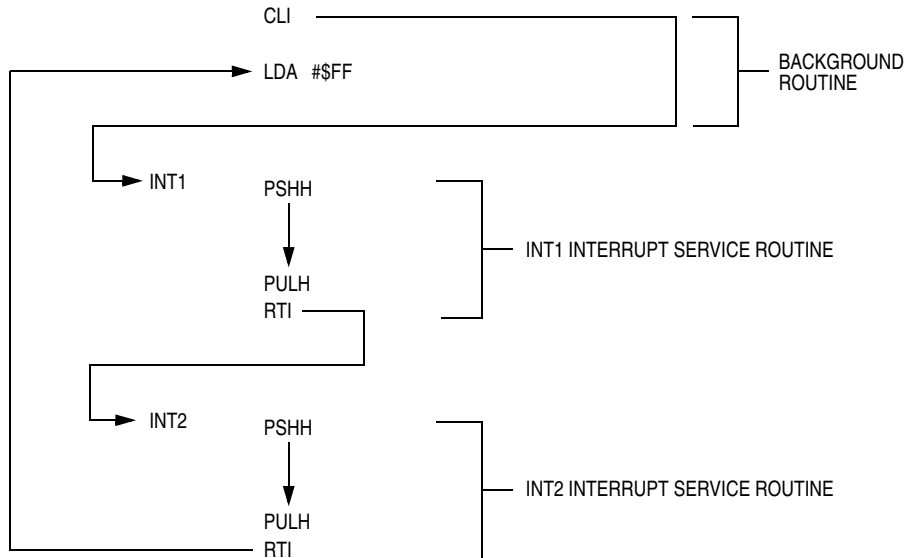 CLI
LDA #$FF
BACKGROUND
ROUTINE
INT1
PSHH
INT1 INTERRUPT SERVICE ROUTINE
PULH
RTI
INT2
PSHH
INT2 INTERRUPT SERVICE ROUTINE
PULH
RTI